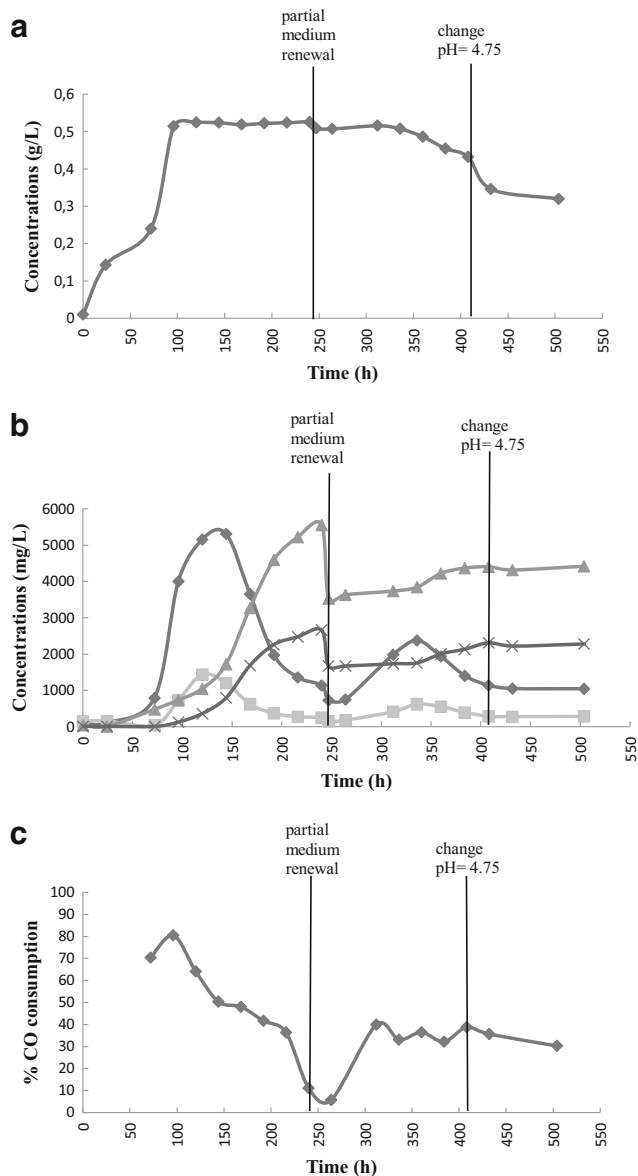 a
partial
medium
renewal
change
pH= 4.75
Concentrations (g/L)
0,6
0,5
0,4
0,3
0,2
0,1
0
0 50 100 150 200 250 300 350 400 450 500 550
Time (h)
b
partial
medium
renewal
change
pH= 4.75
Concentrations (mg/L)
6000
5000
4000
3000
2000
1000
0
0 50 100 150 200 250 300 350 400 450 500 550
Time (h)
c
partial
medium
renewal
change
pH= 4.75
% CO consumption
100
90
80
70
60
50
40
30
20
10
0
0 50 100 150 200 250 300 350 400 450 500 550
Time (h)